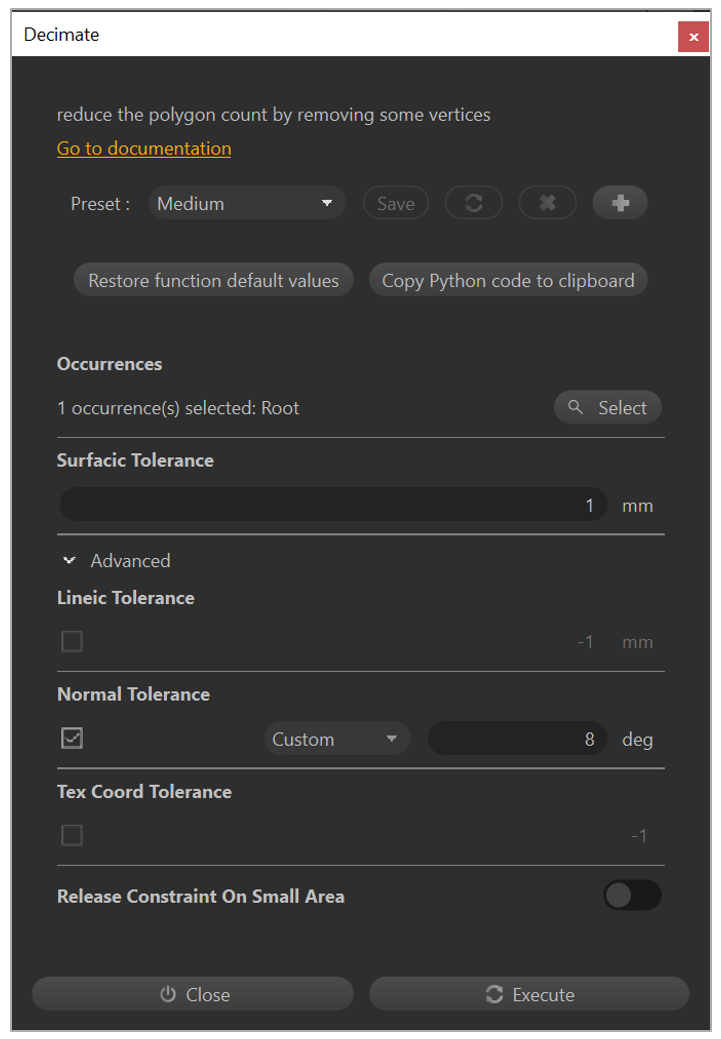 Decimate
reduce the polygon count by removing some vertices
Go to documentation
Preset : Medium Save
Restore function default values Copy Python code to clipboard
Occurrences
1 occurrence(s) selected: Root Select
Surfacic Tolerance
1 mm
Advanced
Lineic Tolerance
-1 mm
Normal Tolerance
Custom 8 deg
Tex Coord Tolerance
-1
Release Constraint On Small Area
Close Execute